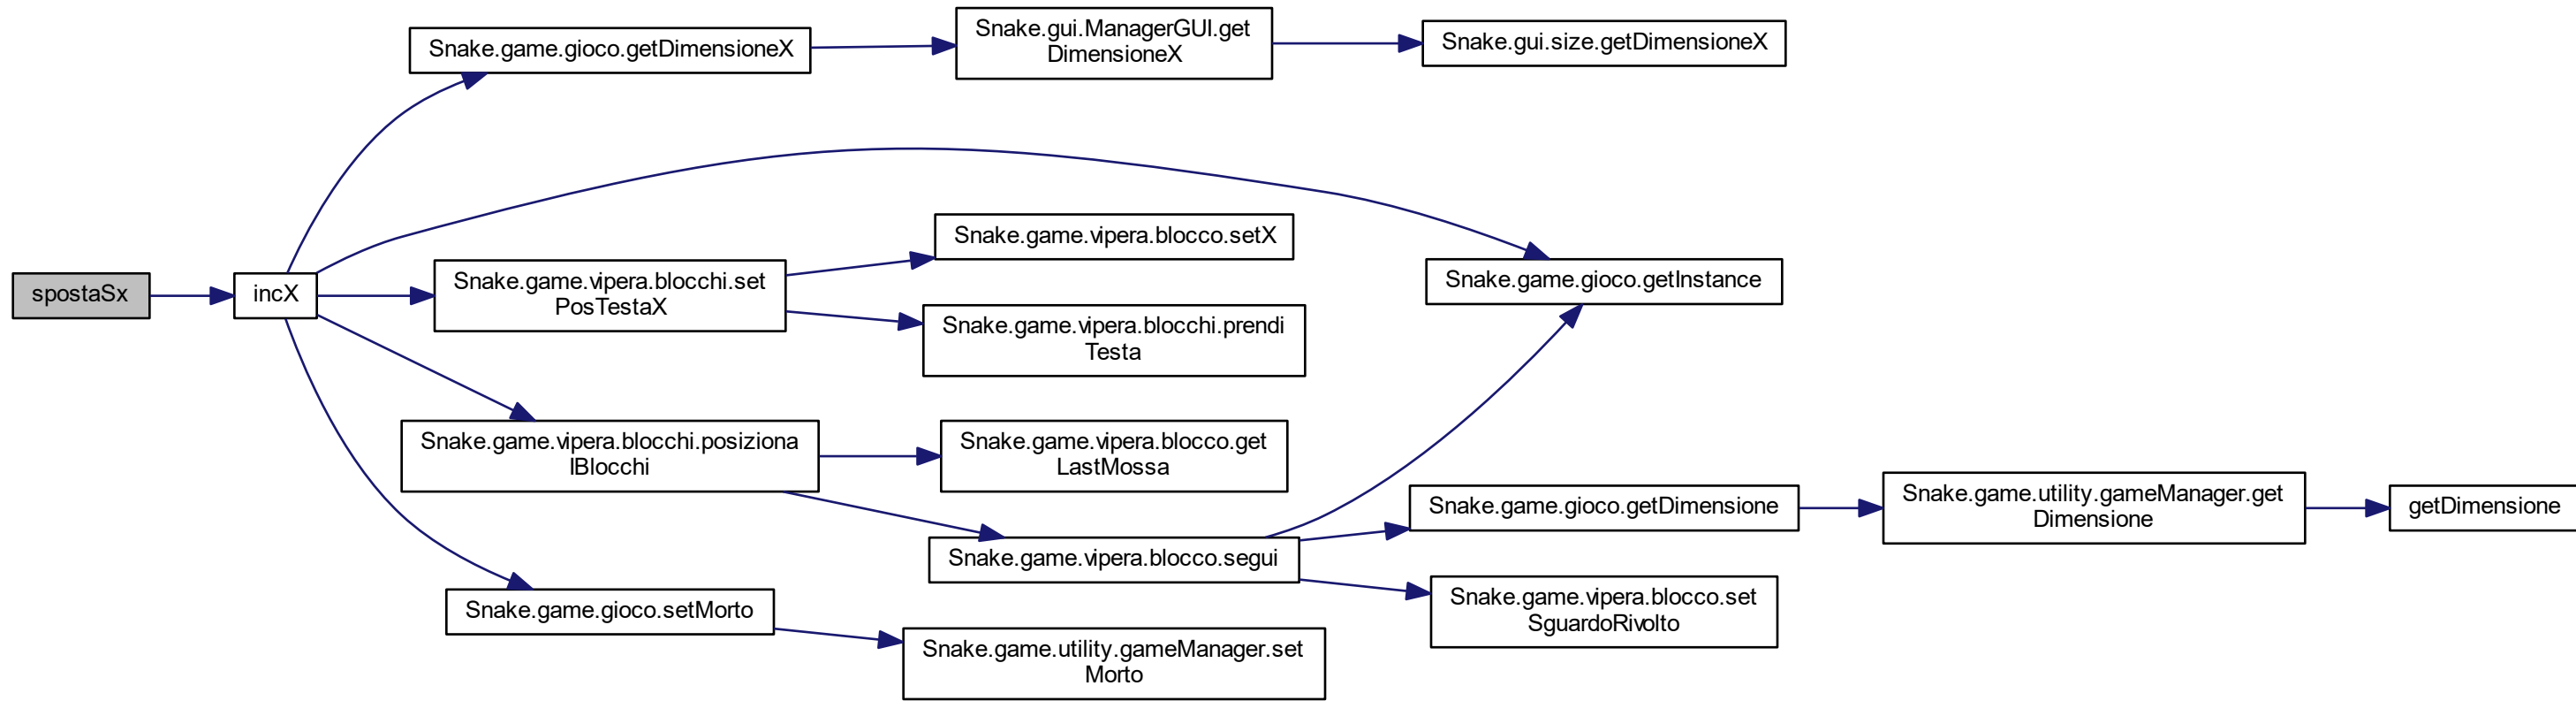 spostaSx
incX
Snake.game.gioco.getDimensioneX
Snake.gui.ManagerGUI.get
DimensioneX
Snake.gui.size.getDimensioneX
Snake.game.gioco.getInstance
Snake.game.vipera.blocchi.set
PosTestaX
Snake.game.vipera.blocco.setX
Snake.game.vipera.blocchi.prendi
Testa
Snake.game.vipera.blocchi.posiziona
IBlocchi
Snake.game.vipera.blocco.get
LastMossa
Snake.game.vipera.blocco.segui
Snake.game.gioco.getDimensione
Snake.game.utility.gameManager.get
Dimensione
getDimensione
Snake.game.vipera.blocco.set
SguardoRivolto
Snake.game.gioco.setMorto
Snake.game.utility.gameManager.set
Morto